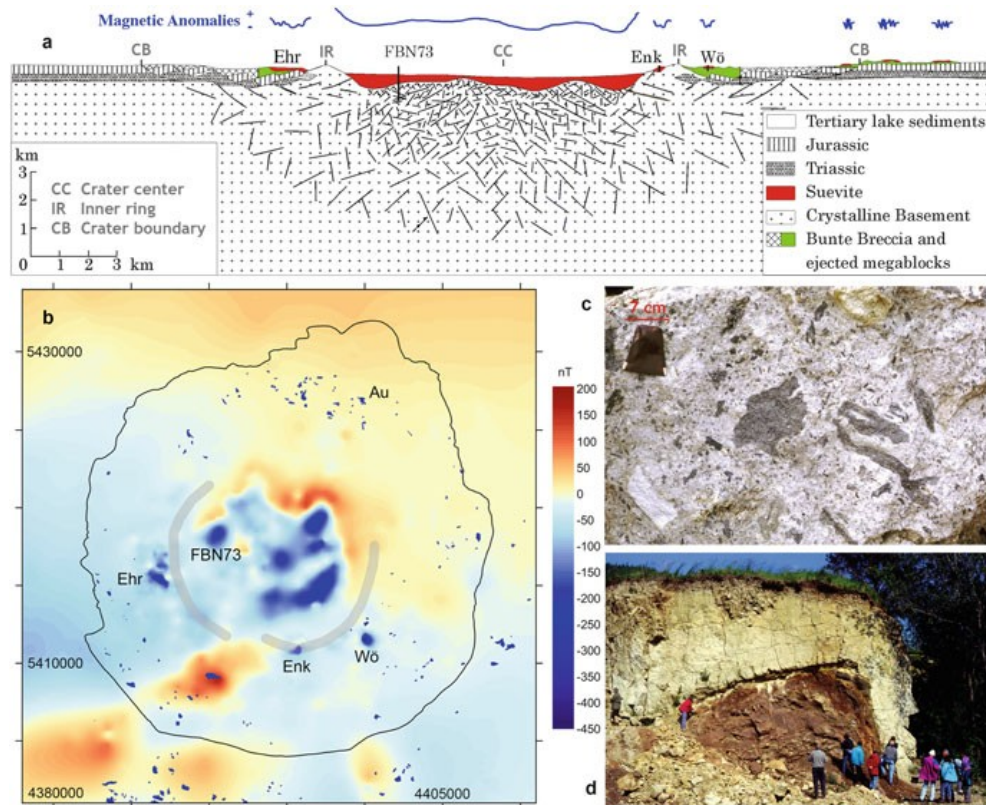 Magnetic Anomalies + -
a
CB Ehr IR FBN73 CC Enk IR Wö CB
Tertiary lake sediments
Jurassic
Triassic
Suevite
Crystalline Basement
Bunte Breccia and
ejected megablocks
km
3
2
1
0 1 2 3 km
CC Crater center
IR Inner ring
CB Crater boundary
b
5430000
Au
FBN73
Ehr
Enk
Wö
5410000
4380000
4405000
nT
200
150
100
50
0
-50
-100
-150
-200
-250
-300
-350
-400
-450
c
7 cm
d